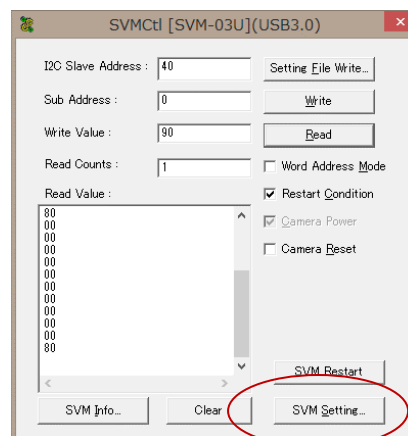 SVMCtl [SVM-03U](USB3.0)
I2C Slave Address : 40 Setting File Write...
Sub Address : 0 Write
Write Value : 90 Read
Read Counts : 1 Word Address Mode
Read Value : Restart Condition
80
00
00 Camera Power
00
00 Camera Reset
00
00
00
00
00
00
80
SVM Restart
SVM Info... Clear SVM Setting...